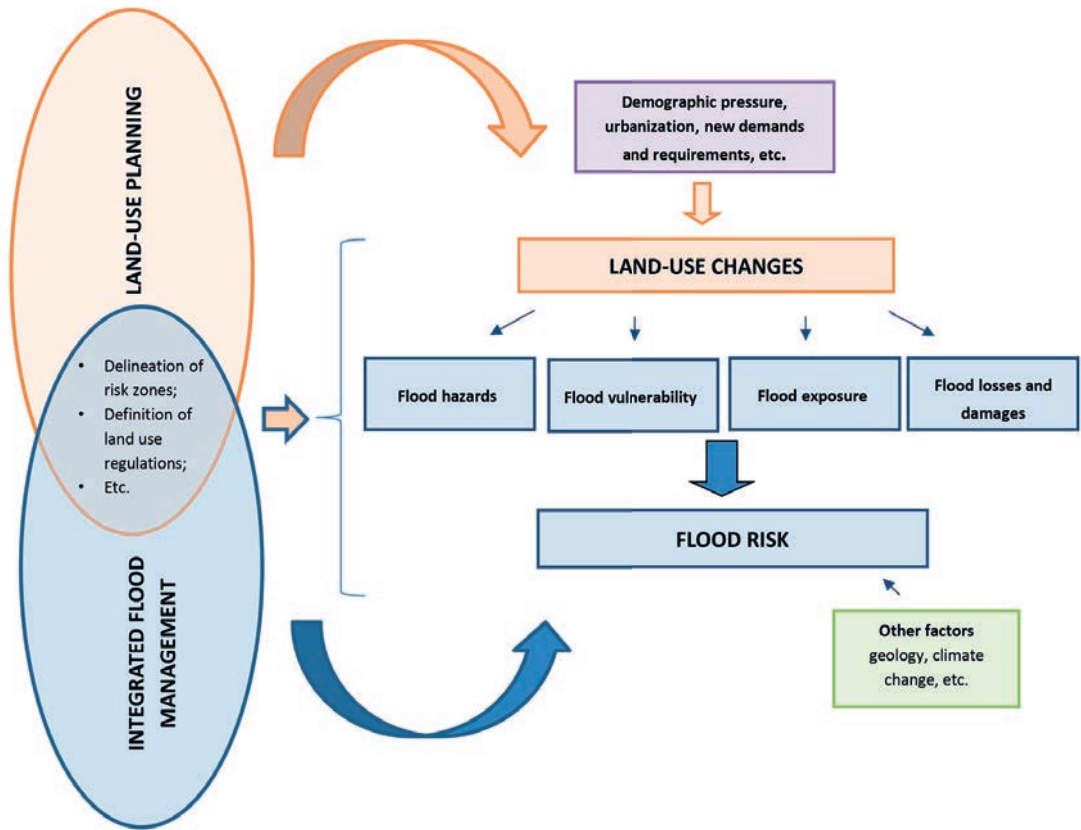 LAND-USE PLANNING
• Delineation of
risk zones;
• Definition of
land use
regulations;
• Etc.
INTEGRATED FLOOD
MANAGEMENT
Demographic pressure,
urbanization, new demands
and requirements, etc.
LAND-USE CHANGES
Flood hazards
Flood vulnerability
Flood exposure
Flood losses and
damages
FLOOD RISK
Other factors
geology, climate
change, etc.